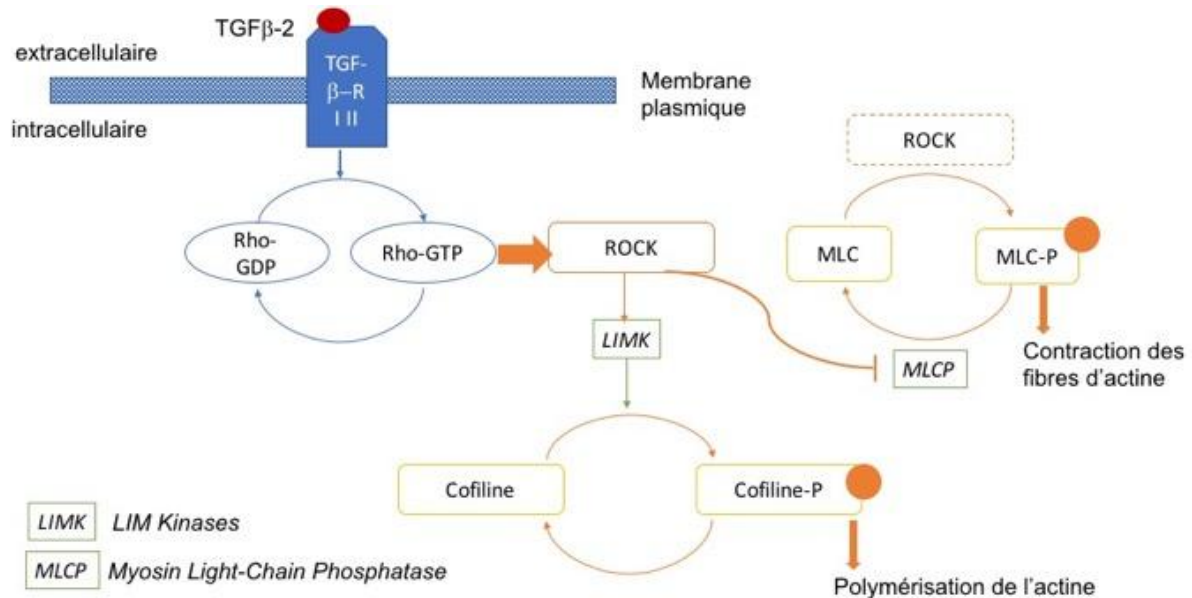 TGFβ-2
extracellulaire
TGF-
β–R
I II
Membrane
plasmique
intracellulaire
ROCK
Rho-
GDP
Rho-GTP
ROCK
MLC
MLC-P
LIMK
MLCP
Contraction des
fibres d'actine
Cofiline
Cofiline-P
LIMK LIM Kinases
MLCP Myosin Light-Chain Phosphatase
Polymérisation de l'actine